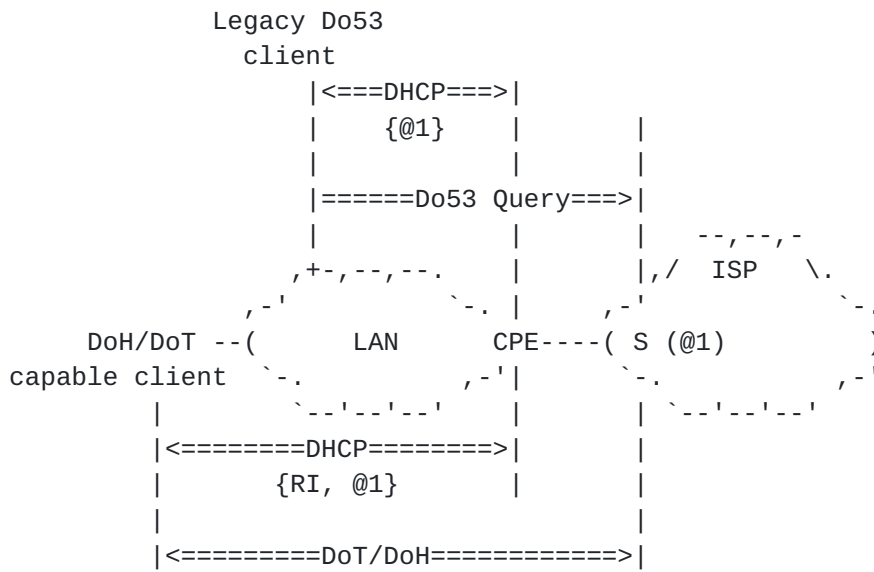 Legacy Do53
client
|<===DHCP===>|
| {@1} | |
| | |
|======Do53 Query===>|
| | | --,--,-
,+-,--,--. | |,/ ISP \.
,-' `-. | ,-' `-.
DoH/DoT --( LAN CPE----( S (@1) )
capable client `-. ,-'| `-. ,-'
| `--'--'--' | | `--'--'--'
|<========DHCP========>| |
| {RI, @1} | |
| |
|<=========DoT/DoH============>|